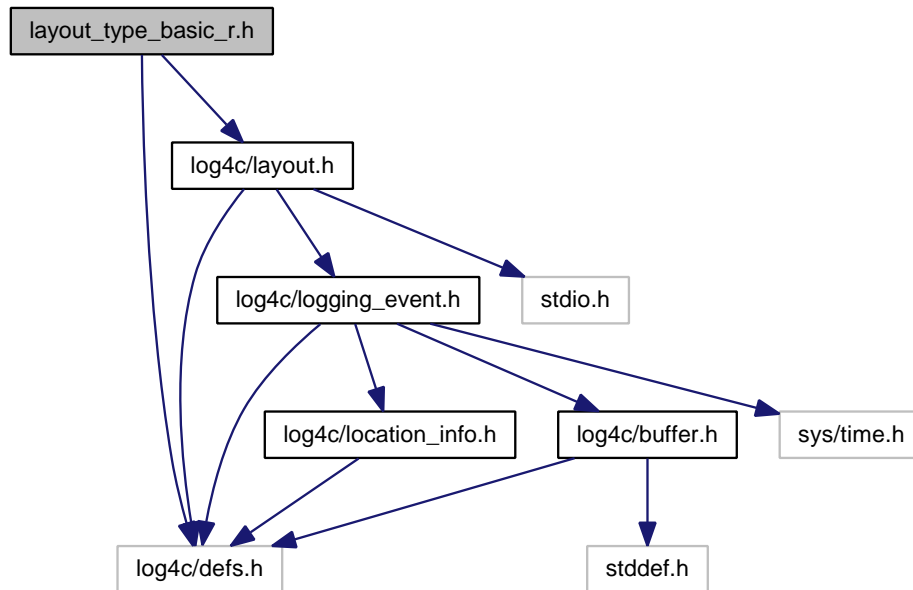 layout_type_basic_r.h
log4c/layout.h
log4c/logging_event.h
stdio.h
log4c/location_info.h
log4c/buffer.h
sys/time.h
log4c/defs.h
stddef.h